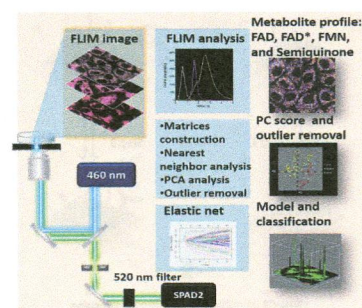 FLIM image
FLIM analysis
Metabolite profile:
FAD, FAD*, FMN,
and Semiquinone
•Matrices
construction
•Nearest
neighbor analysis
•PCA analysis
•Outlier removal
PC score and
outlier removal
Elastic net
Model and
classification
460 nm
520 nm filter
SPAD2